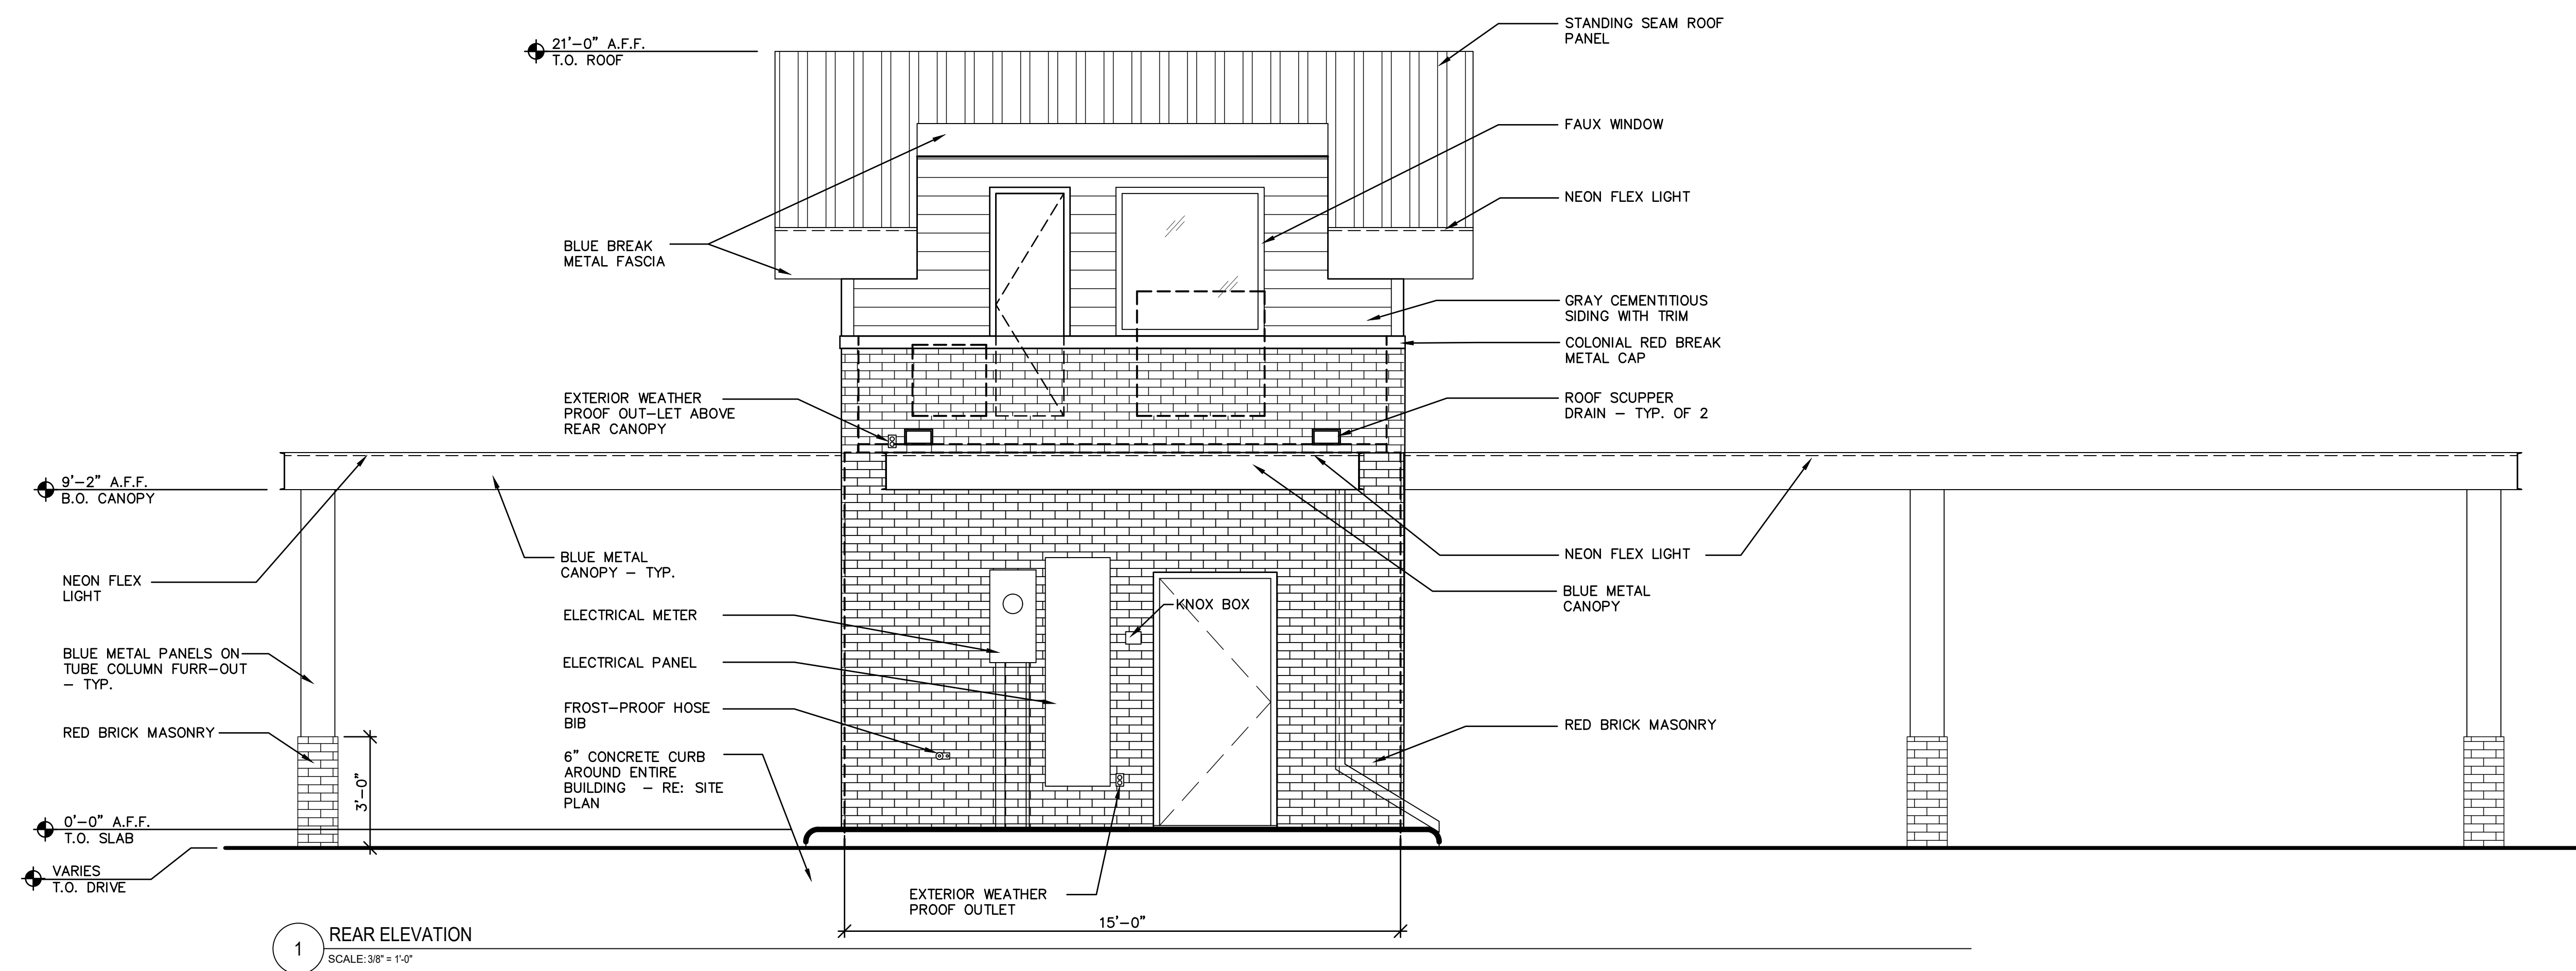 STANDING SEAM ROOF
PANEL
21'-0" A.F.F.
T.O. ROOF
FAUX WINDOW
NEON FLEX LIGHT
BLUE BREAK
METAL FASCIA
GRAY CEMENTITIOUS
SIDING WITH TRIM
COLONIAL RED BREAK
METAL CAP
EXTERIOR WEATHER
PROOF OUT-LET ABOVE
REAR CANOPY
ROOF SCUPPER
DRAIN - TYP. OF 2
9'-2" A.F.F.
B.O. CANOPY
NEON FLEX
LIGHT
BLUE METAL
CANOPY - TYP.
NEON FLEX LIGHT
BLUE METAL
CANOPY
ELECTRICAL METER
KNOX BOX
BLUE METAL PANELS ON
TUBE COLUMN FURR-OUT
- TYP.
ELECTRICAL PANEL
FROST-PROOF HOSE
BIB
RED BRICK MASONRY
RED BRICK MASONRY
6" CONCRETE CURB
AROUND ENTIRE
BUILDING - RE: SITE
PLAN
3'-0"
0'-0" A.F.F.
T.O. SLAB
VARIES
T.O. DRIVE
EXTERIOR WEATHER
PROOF OUTLET
15'-0"
1
REAR ELEVATION
SCALE: 3/8" = 1'-0"